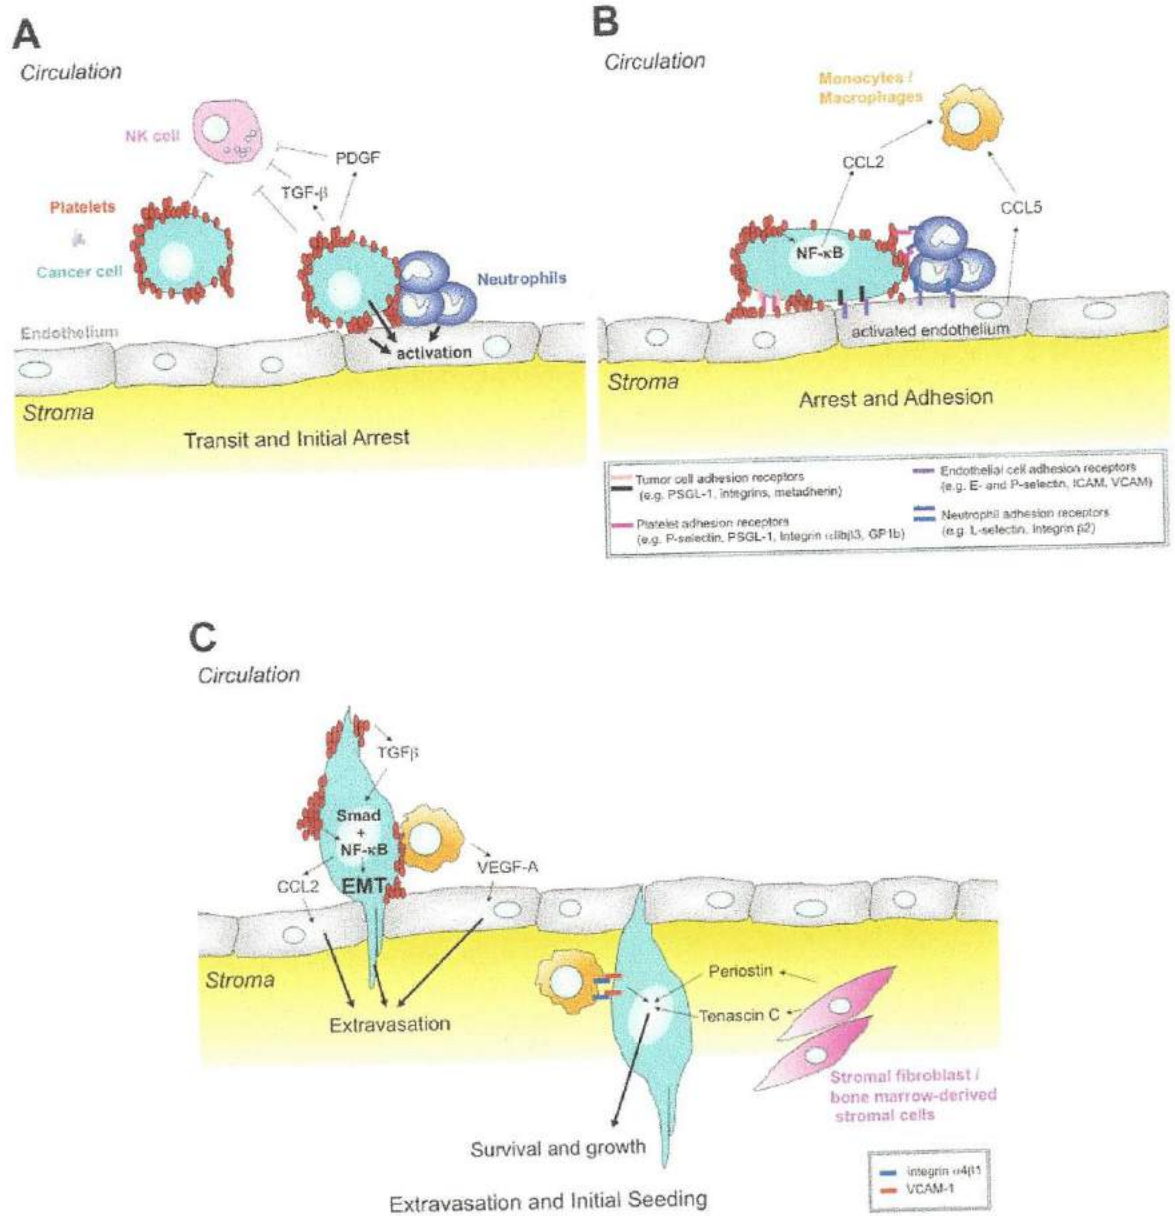 A
Circulation
NK cell
PDGF
TGF-β
Platelets
Cancer cell
Neutrophils
Endothelium
activation
Stroma
Transit and Initial Arrest
B
Circulation
Monocytes /
Macrophages
CCL2
CCL5
NF-κB
activated endothelium
Stroma
Arrest and Adhesion
Tumor cell adhesion receptors
(e.g. PSGL-1, integrins, metadherin)
Platelet adhesion receptors
(e.g. P-selectin, PSGL-1, Integrin αIIbβ3, GP1b)
Endothelial cell adhesion receptors
(e.g. E- and P-selectin, ICAM, VCAM)
Neutrophil adhesion receptors
(e.g. L-selectin, Integrin β2)
C
Circulation
TGFβ
Smad
+
NF-κB
EMT
CCL2
VEGF-A
Stroma
Extravasation
Periostin
Tenascin C
Stromal fibroblast /
bone marrow-derived
stromal cells
Survival and growth
Extravasation and Initial Seeding
integrin α4β1
VCAM-1